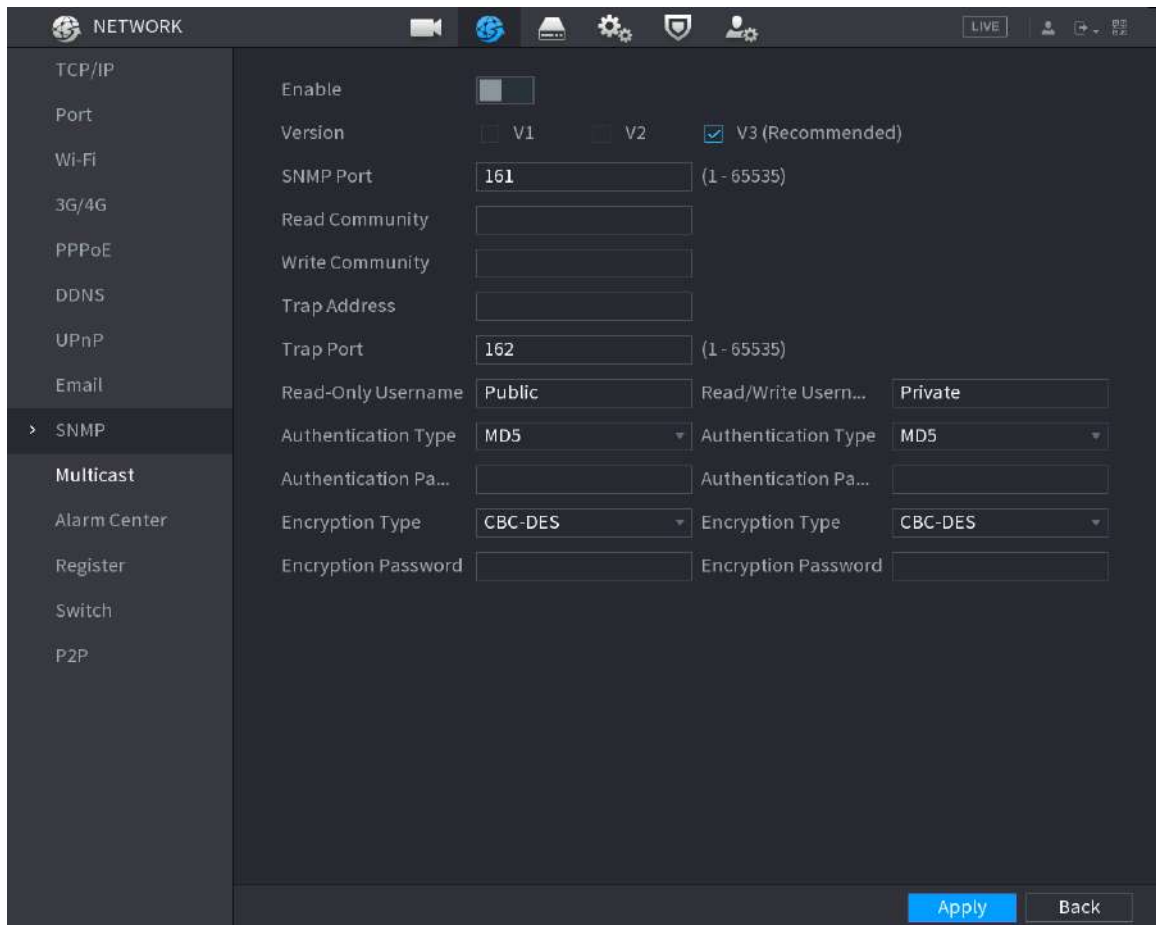 NETWORK LIVE
TCP/IP
Port
Wi-Fi
3G/4G
PPPoE
DDNS
UPnP
Email
SNMP
Multicast
Alarm Center
Register
Switch
P2P
Enable
Version V1 V2 V3 (Recommended)
SNMP Port 161 (1 - 65535)
Read Community
Write Community
Trap Address
Trap Port 162 (1 - 65535)
Read-Only Username Public Read/Write Usern... Private
Authentication Type MD5 Authentication Type MD5
Authentication Pa... Authentication Pa...
Encryption Type CBC-DES Encryption Type CBC-DES
Encryption Password Encryption Password
Apply Back